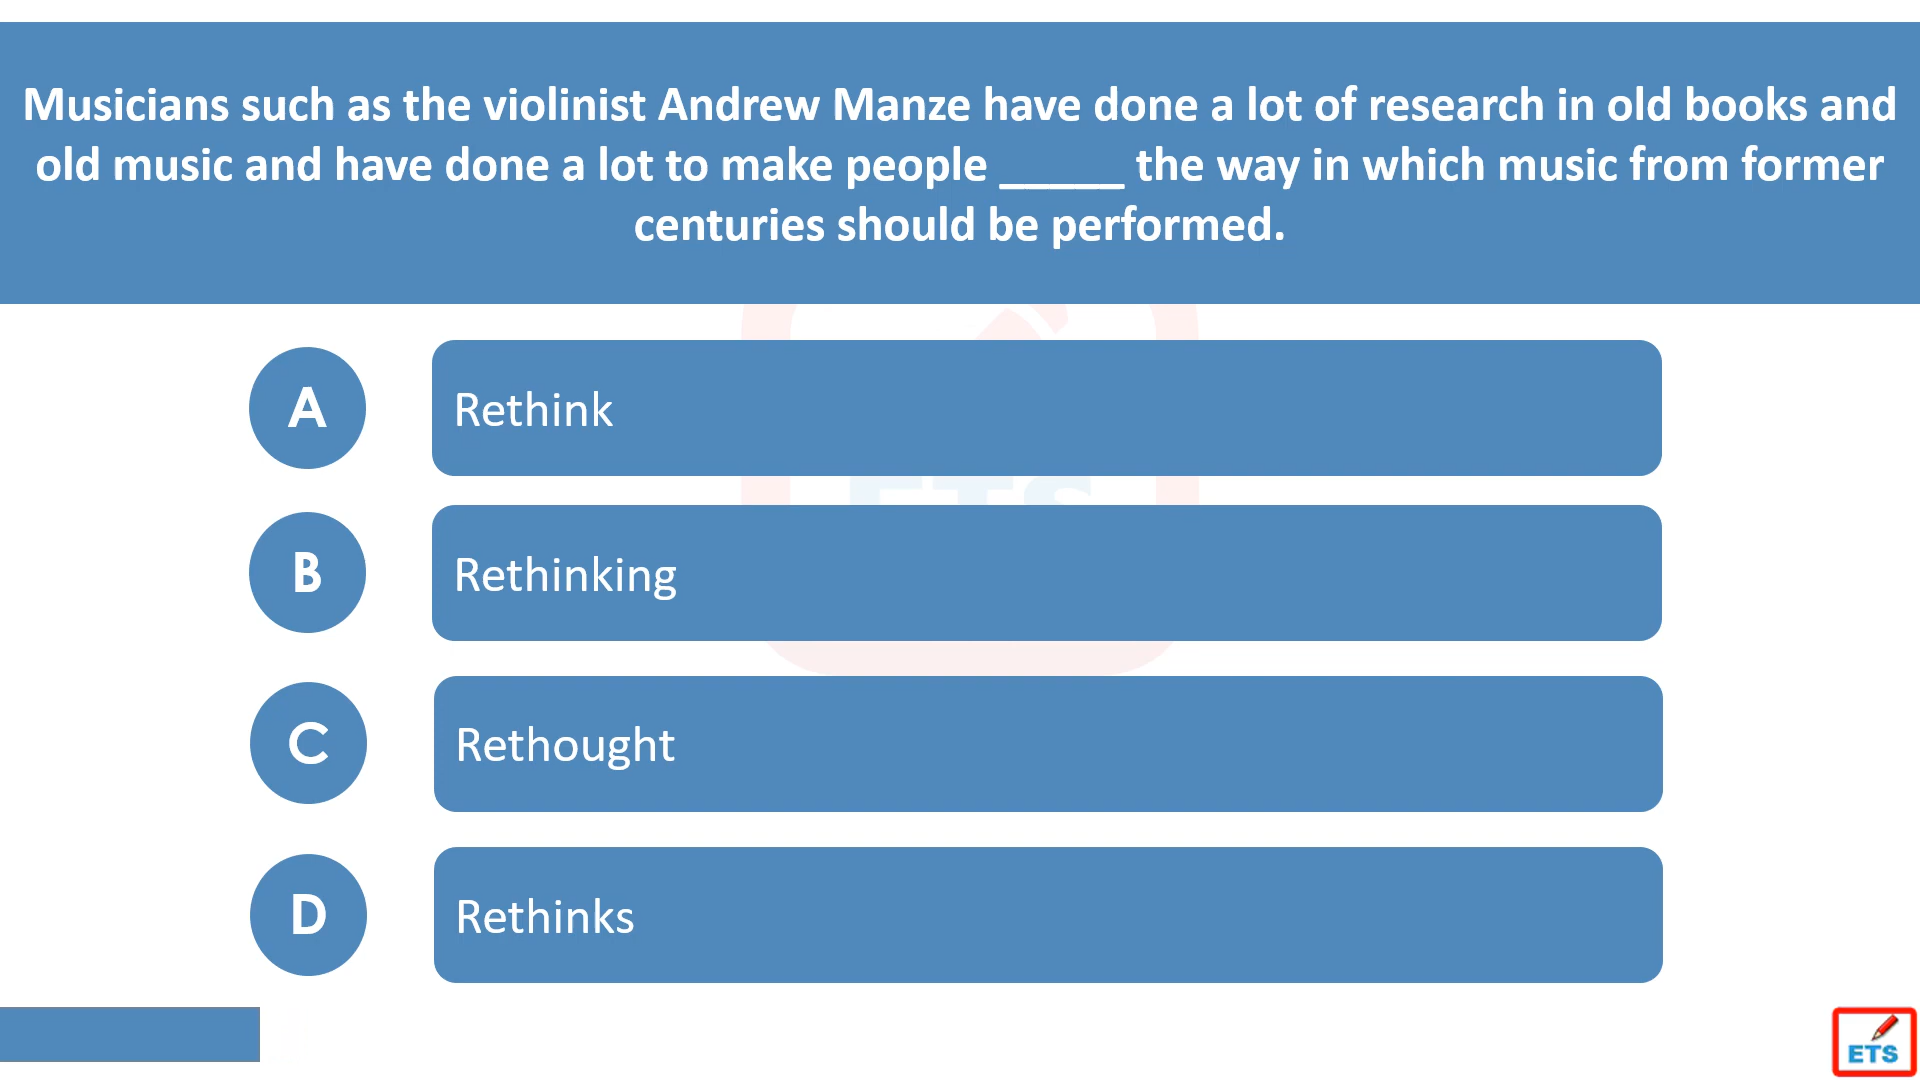 Musicians such as the violinist Andrew Manze have done a lot of research in old books and
old music and have done a lot to make people _____ the way in which music from former
centuries should be performed.
A
Rethink
ETS
B
Rethinking
C
Rethought
D
Rethinks
ETS